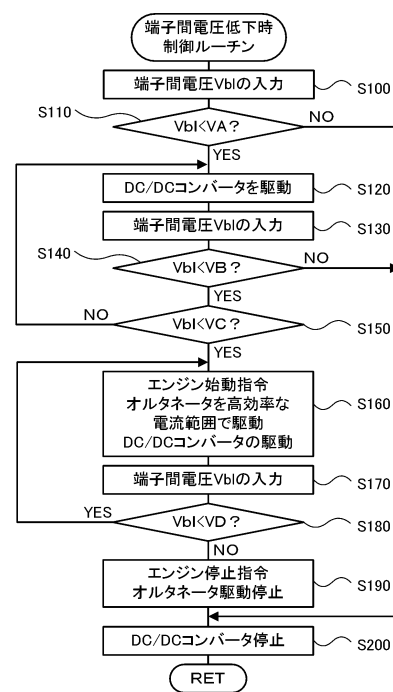 端子間電圧低下時
制御ルーチン
端子間電圧Vblの入力
S100
S110
Vbl<VA?
NO
YES
DC/DCコンバータを駆動
S120
端子間電圧Vblの入力
S130
S140
Vbl<VB?
NO
YES
NO
Vbl<VC?
S150
YES
エンジン始動指令
オルタネータを高効率な
電流範囲で駆動
DC/DCコンバータの駆動
S160
端子間電圧Vblの入力
S170
YES
Vbl<VD?
S180
NO
エンジン停止指令
オルタネータ駆動停止
S190
DC/DCコンバータ停止
S200
RET